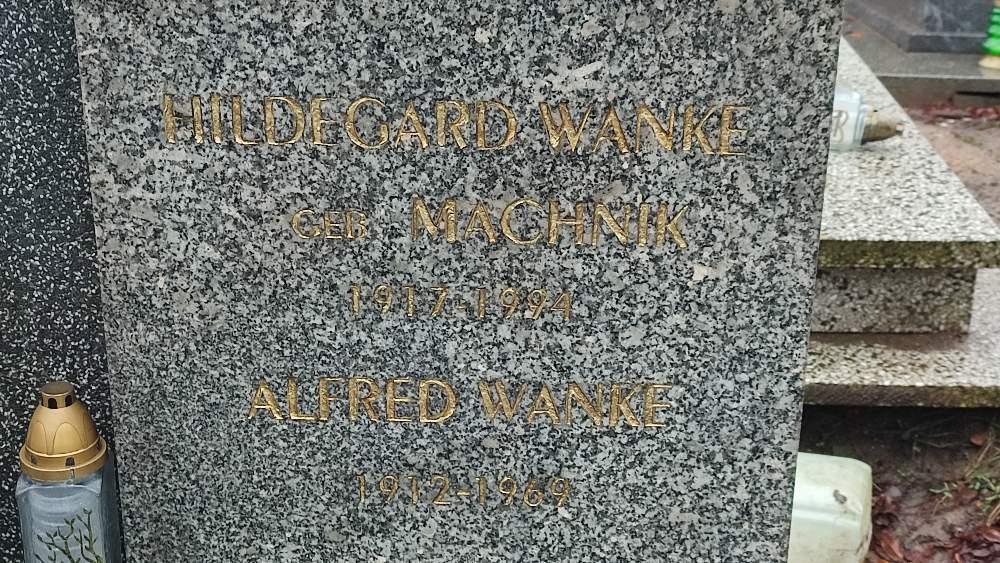 HILDEGARD WANKE
GEB MACHNIK
1917-1994
ALFRED WANKE
1912-1969